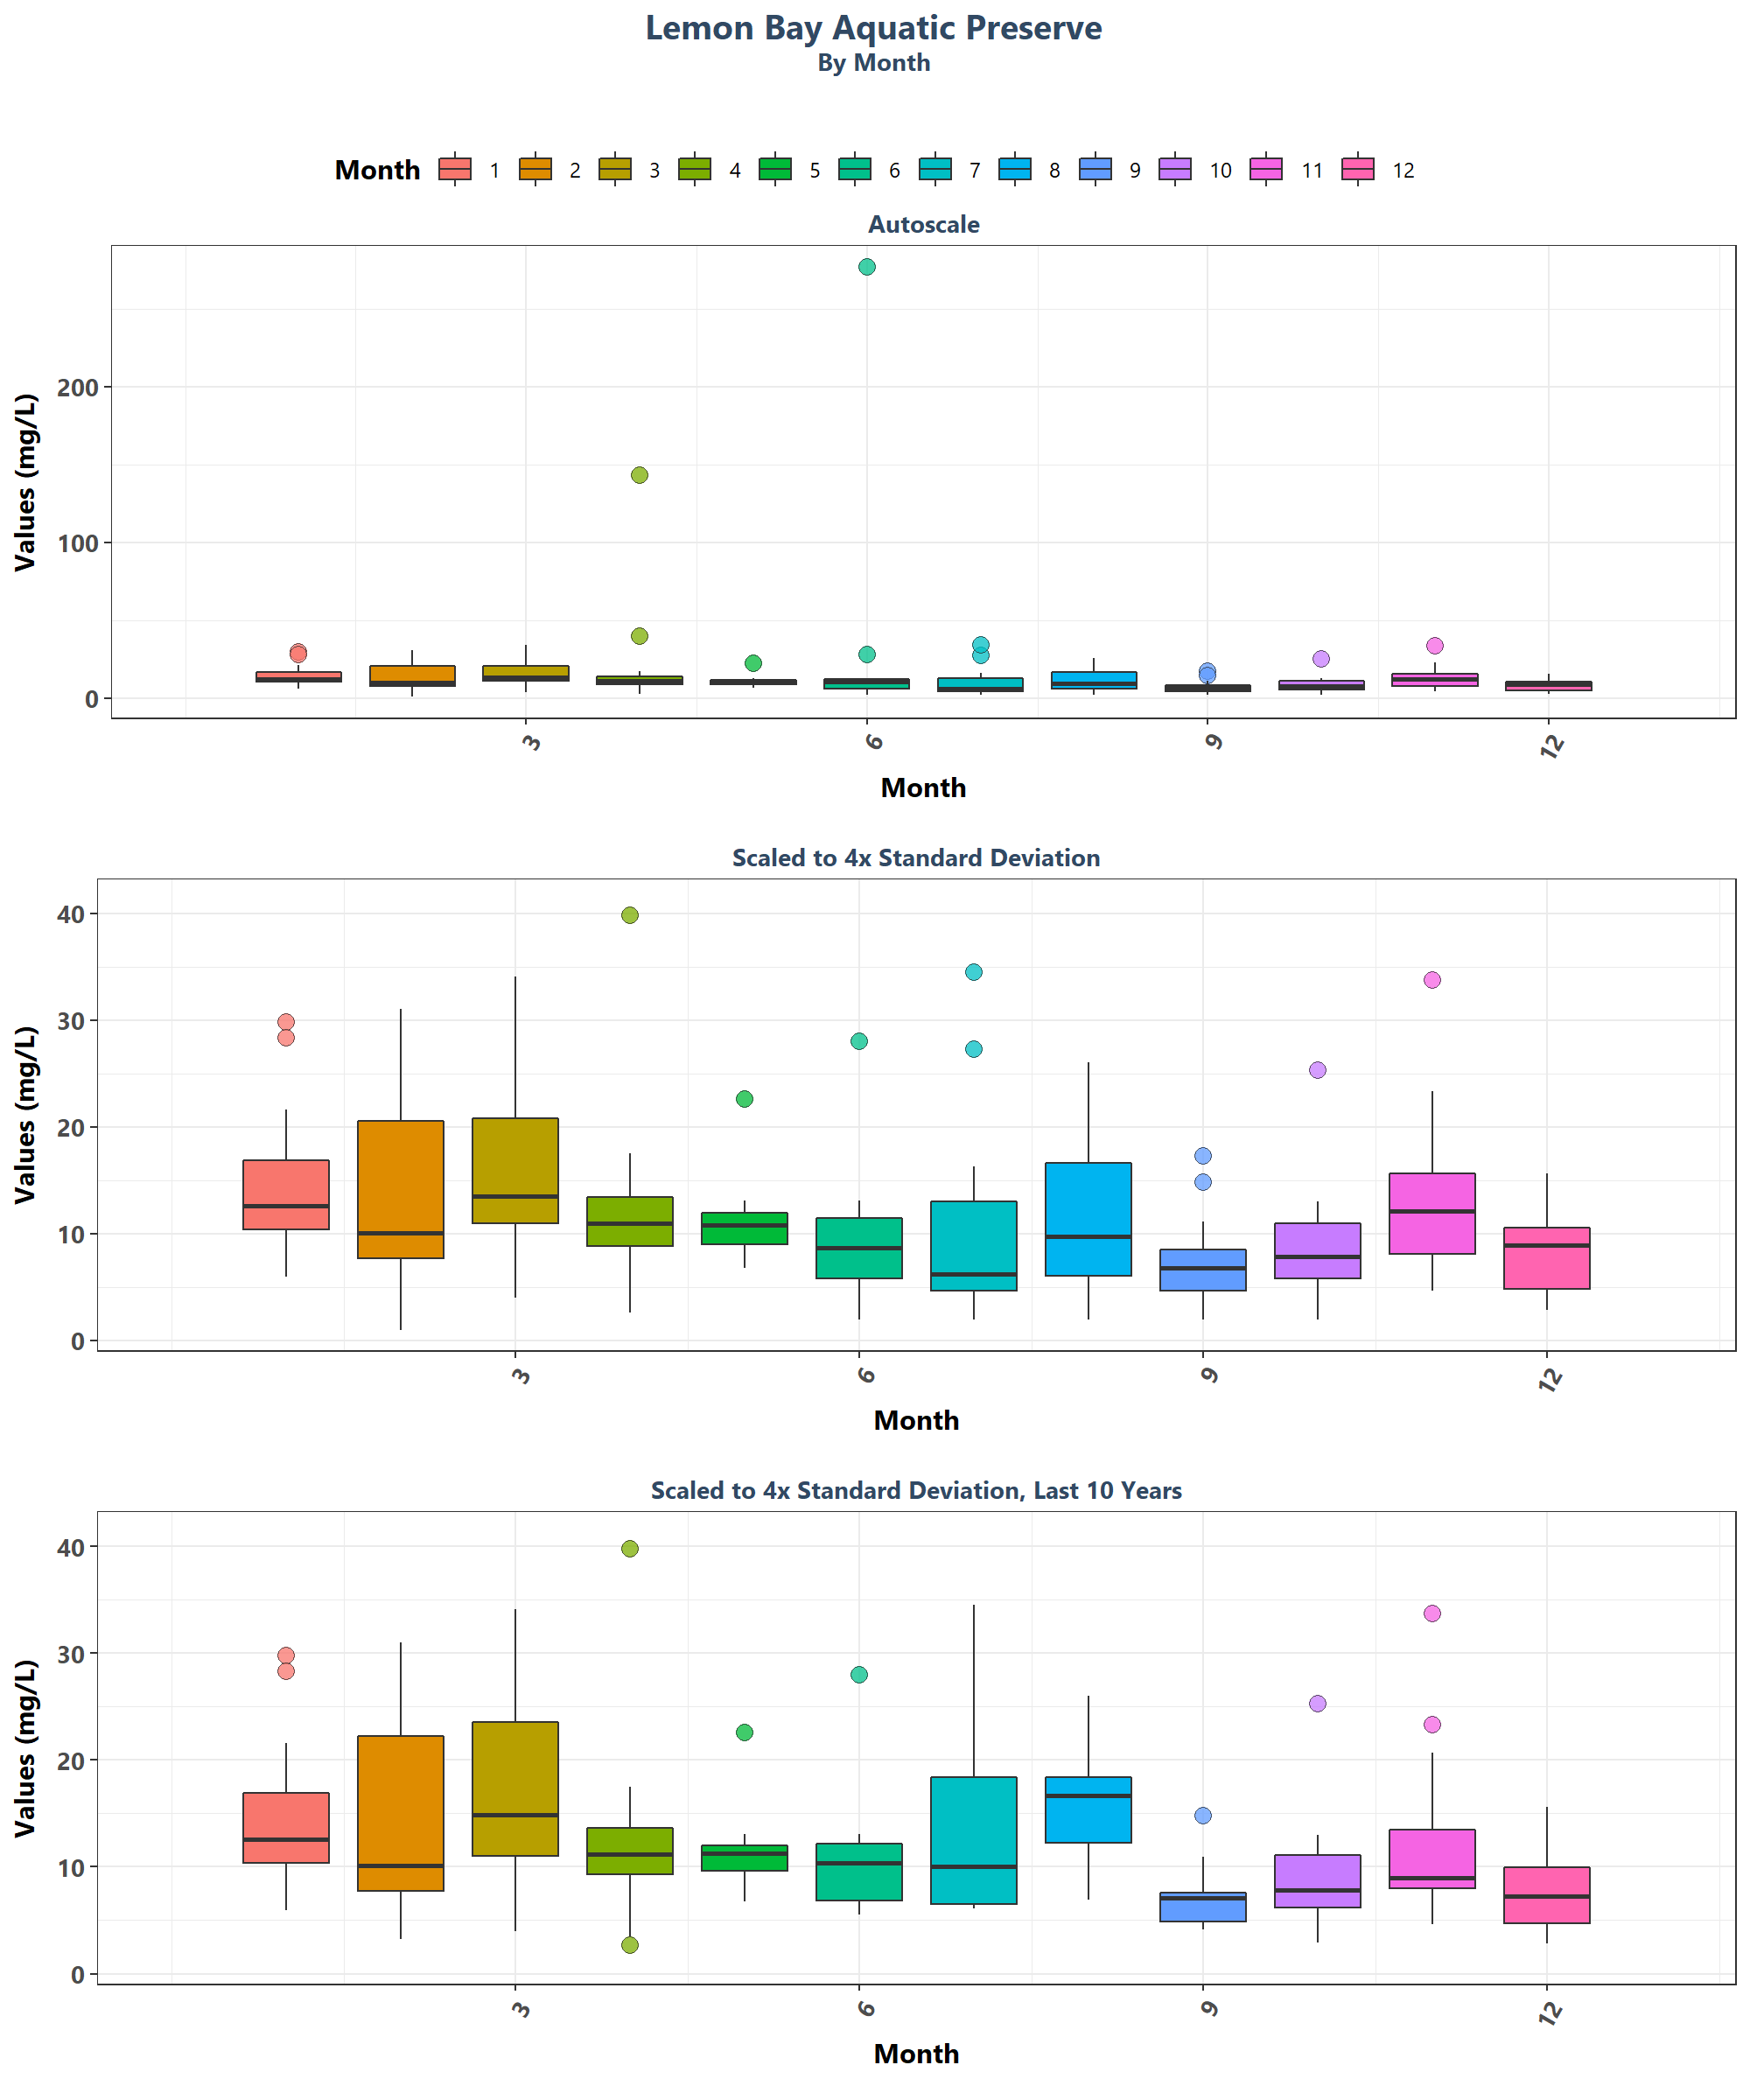 Lemon Bay Aquatic Preserve
By Month
Month 1 2 3 4 5 6 7 8 9 10 11 12
Autoscale
Values (mg/L)
200
100
0
3 6 9 12
Month
Scaled to 4x Standard Deviation
Values (mg/L)
40
30
20
10
0
3 6 9 12
Month
Scaled to 4x Standard Deviation, Last 10 Years
Values (mg/L)
40
30
20
10
0
3 6 9 12
Month